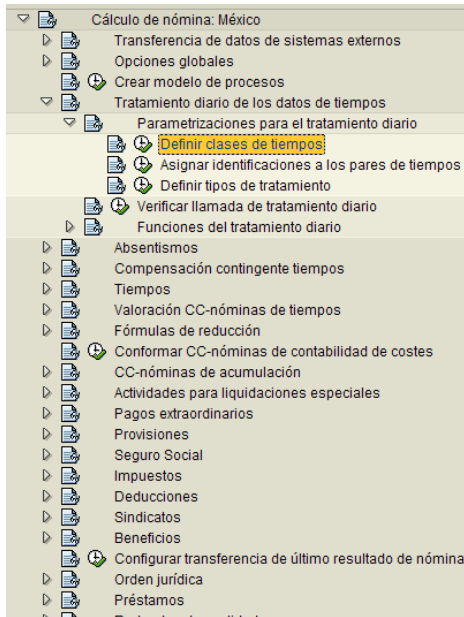 Cálculo de nómina: México
Transferencia de datos de sistemas externos
Opciones globales
Crear modelo de procesos
Tratamiento diario de los datos de tiempos
Parametrizaciones para el tratamiento diario
Definir clases de tiempos
Asignar identificaciones a los pares de tiempos
Definir tipos de tratamiento
Verificar llamada de tratamiento diario
Funciones del tratamiento diario
Absentismos
Compensación contingente tiempos
Tiempos
Valoración CC-nóminas de tiempos
Fórmulas de reducción
Conformar CC-nóminas de contabilidad de costes
CC-nóminas de acumulación
Actividades para liquidaciones especiales
Pagos extraordinarios
Provisiones
Seguro Social
Impuestos
Deducciones
Sindicatos
Beneficios
Configurar transferencia de último resultado de nómina
Orden jurídica
Préstamos